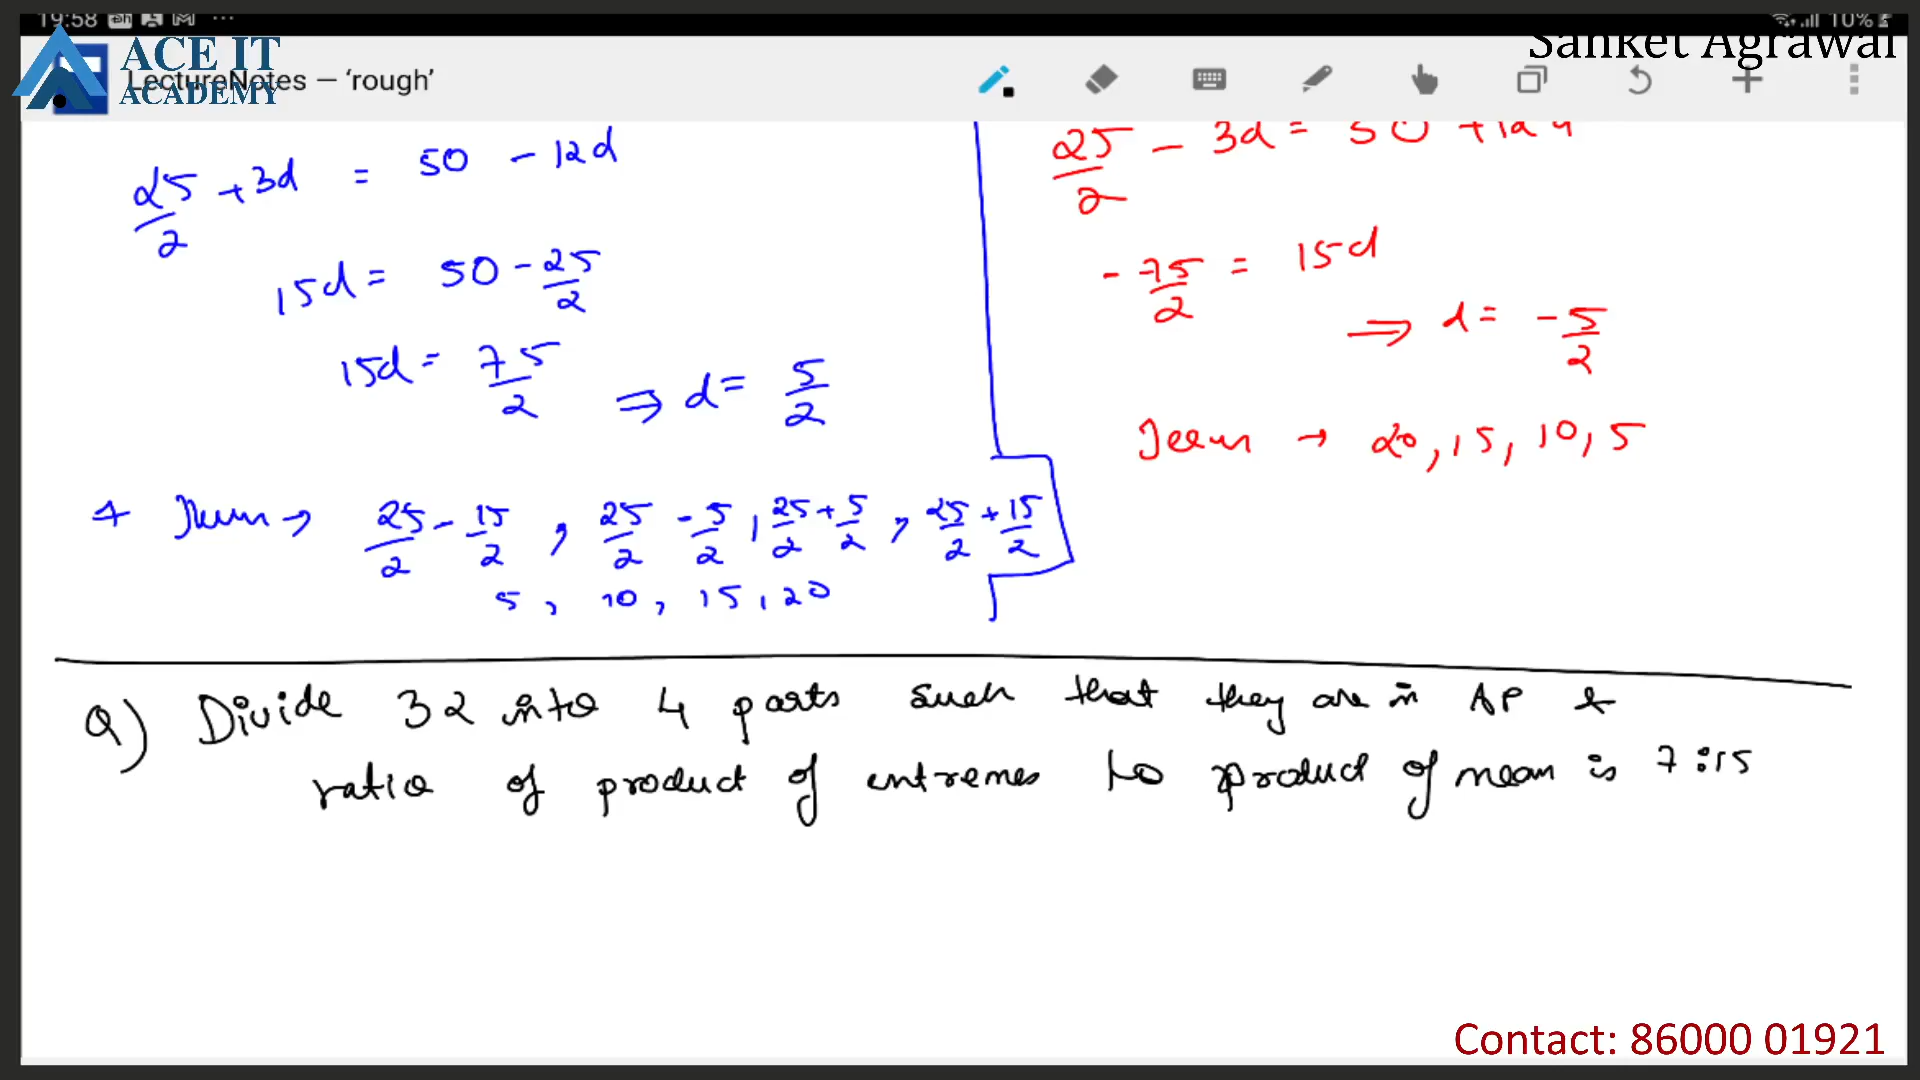 19:58
10%
ACE IT
ACADEMY
LectureNotes – ‘rough’
Sanket Agrawal
25/2 + 3d = 50 - 12d
15d = 50 - 25/2
15d = 75/2 ⇒ d = 5/2
4 Term → 25/2 - 15/2 , 25/2 - 5/2 , 25/2 + 5/2 , 25/2 + 15/2
5 , 10 , 15 , 20
25/2 - 3d = 50 + 12d
- 75/2 = 15d
⇒ d = - 5/2
Term → 20, 15, 10, 5
Q) Divide 32 into 4 parts such that they are in AP &
ratio of product of extremes to product of mean is 7:15
Contact: 86000 01921